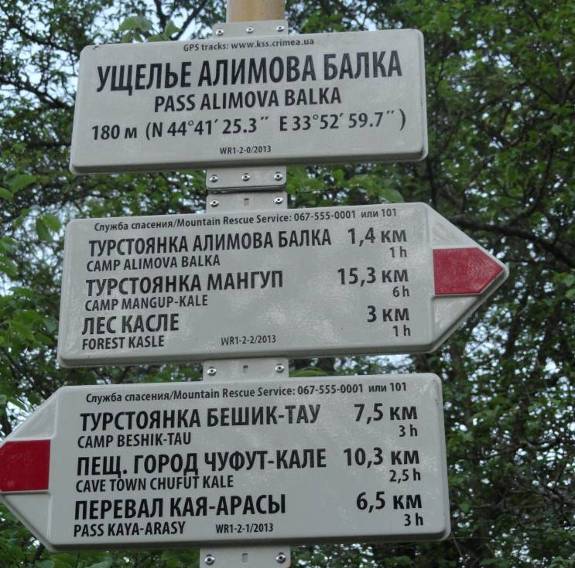 GPS tracks: www.kss.crimea.ua
УЩЕЛЬЕ АЛИМОВА БАЛКА
PASS ALIMOVA BALKA
180 м (N 44°41′25.3″ E 33°52′59.7″)
WR1-2-0/2013
Служба спасения/Mountain Rescue Service: 067-555-0001 или 101
ТУРСТОЯНКА АЛИМОВА БАЛКА 1,4 КМ
CAMP ALIMOVA BALKA 1 h
ТУРСТОЯНКА МАНГУП 15,3 КМ
CAMP MANGUP-KALE 6 h
ЛЕС КАСЛЕ 3 КМ
FOREST KASLE WR1-2-2/2013 1 h
Служба спасения/Mountain Rescue Service: 067-555-0001 или 101
ТУРСТОЯНКА БЕШИК-ТАУ 7,5 КМ
CAMP BESHIK-TAU 3 h
ПЕЩ. ГОРОД ЧУФУТ-КАЛЕ 10,3 КМ
CAVE TOWN CHUFUT KALE 2,5 h
ПЕРЕВАЛ КАЯ-АРАСЫ 6,5 КМ
PASS KAYA-ARASY WR1-2-1/2013 3 h